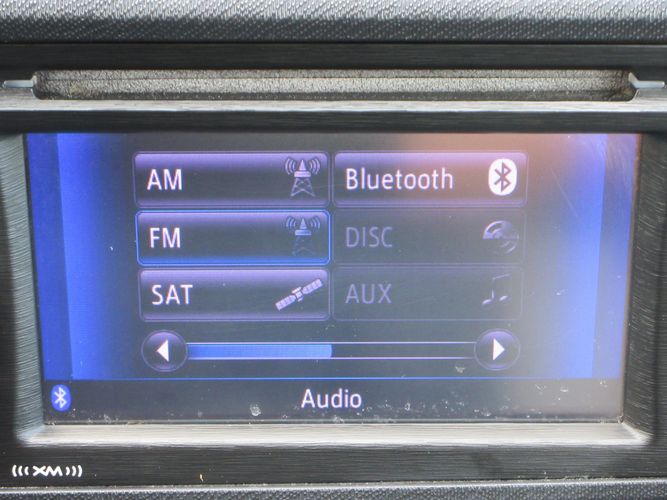 AM
Bluetooth
FM
DISC
SAT
AUX
Audio
((( XM )))